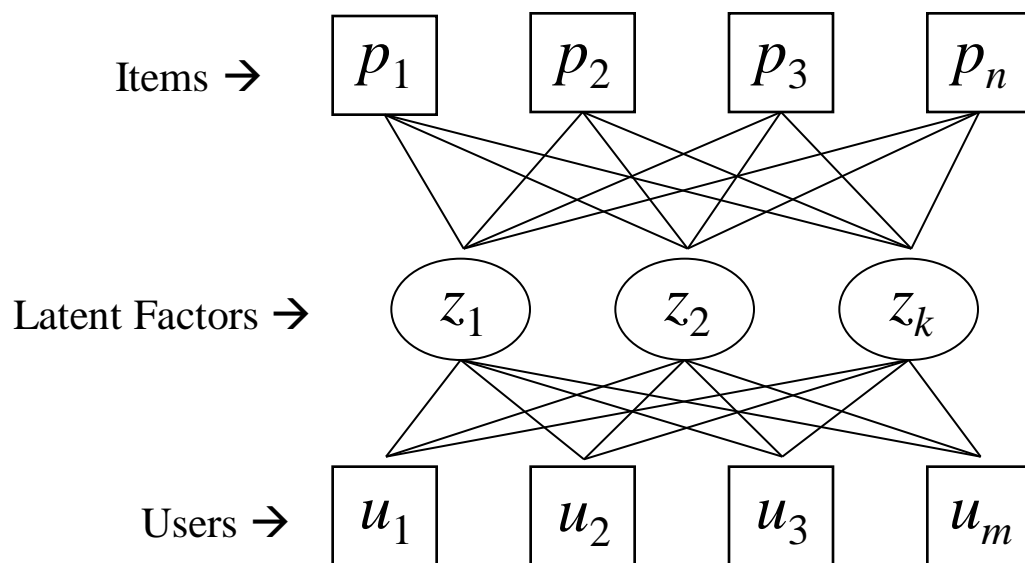 Items → p1 p2 p3 pn
Latent Factors → z1 z2 zk
Users → u1 u2 u3 um